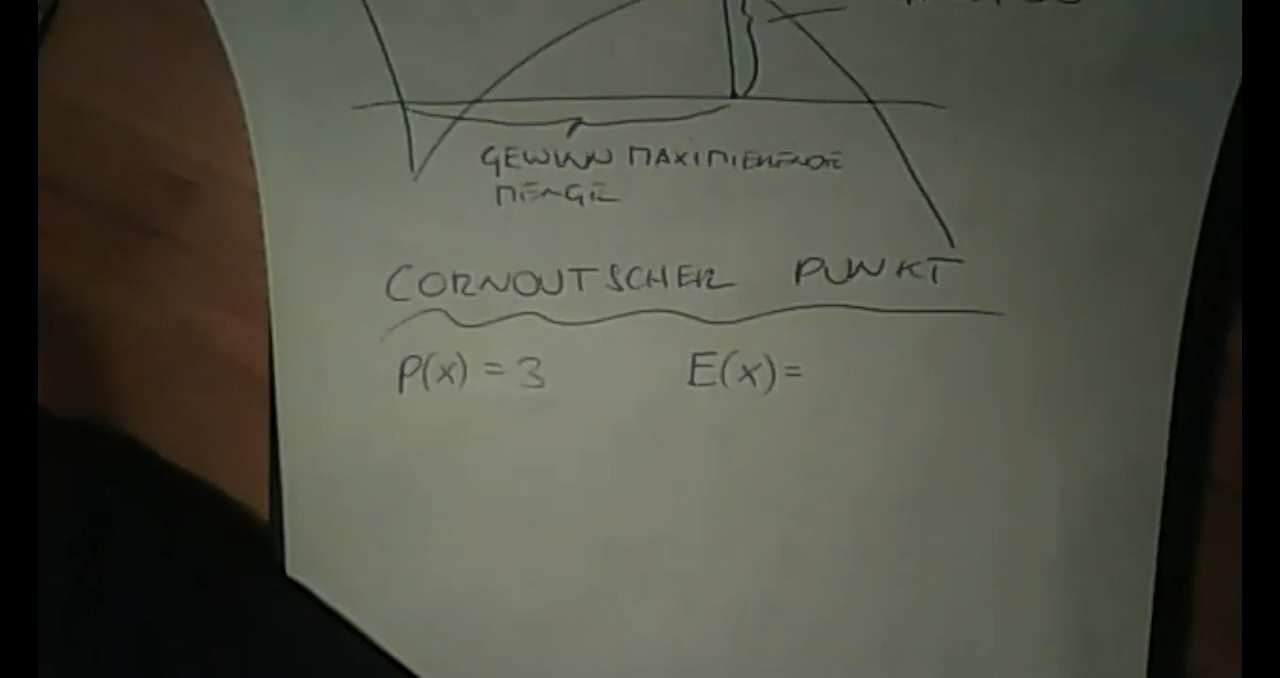 GEWINN MAXIMIERENDE
MENGE
CORNOUTSCHER PUNKT
P(x) = 3 E(x) =